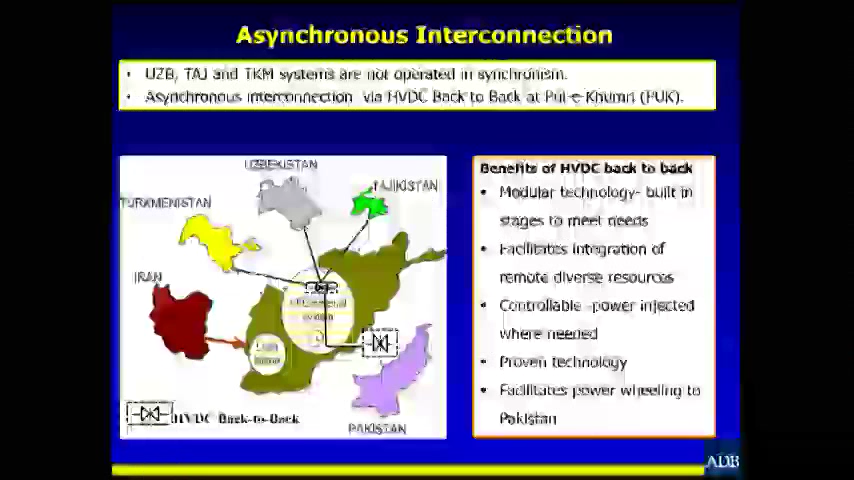 Asynchronous Interconnection
• UZB, TAJ and TKM systems are not operated in synchronism.
• Asynchronous interconnection via HVDC Back to Back at Pul-e-Khumri (PUK).
UZBEKISTAN
TAJIKISTAN
TURKMENISTAN
IRAN
system
HVDC Back-to-Back
PAKISTAN
Benefits of HVDC back to back
• Modular technology- built in
stages to meet needs
• Facilitates integration of
remote diverse resources
• Controllable -power injected
where needed
• Proven technology
• Facilitates power wheeling to
Pakistan
ADB